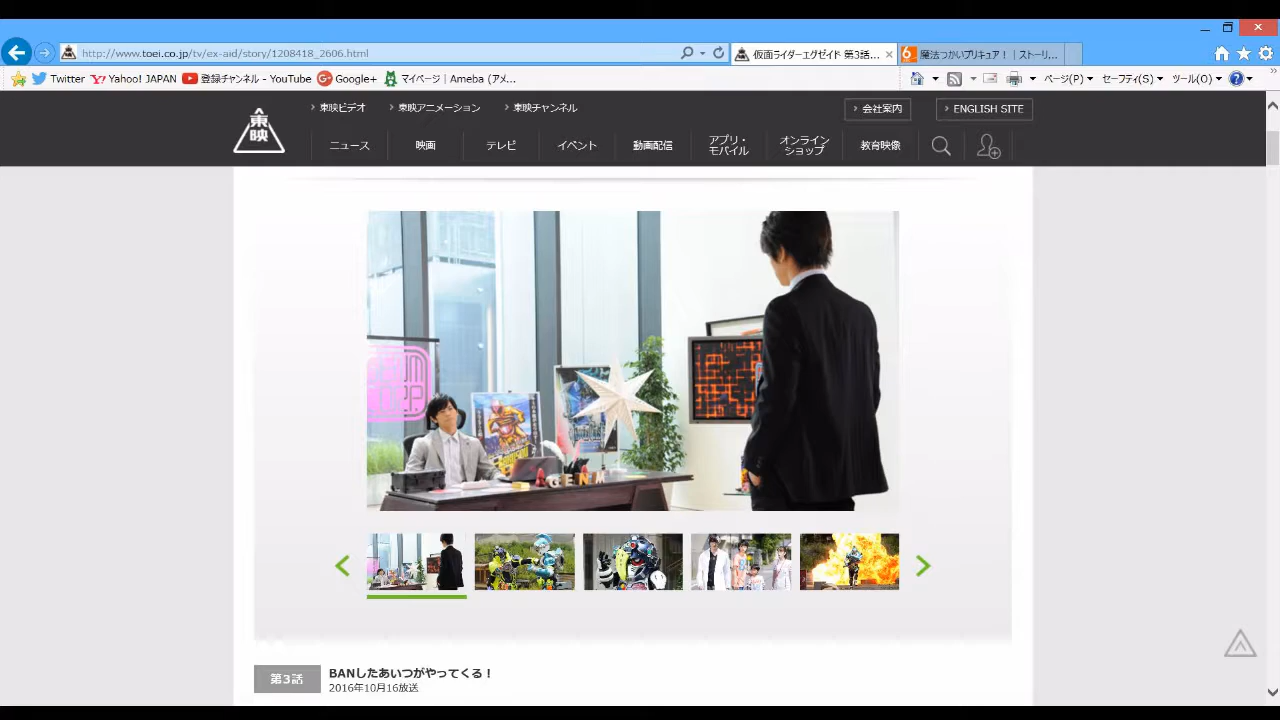 http://www.toei.co.jp/tv/ex-aid/story/1208418_2606.html
仮面ライダーエグゼイド 第3話...
魔法つかいプリキュア！｜ストーリ...
Twitter
Yahoo! JAPAN
登録チャンネル - YouTube
Google+
マイページ｜Ameba (アメ...
ページ(P)
セーフティ(S)
ツール(O)
東映ビデオ
東映アニメーション
東映チャンネル
会社案内
ENGLISH SITE
東映
ニュース
映画
テレビ
イベント
動画配信
アプリ・
モバイル
オンライン
ショップ
教育映像
GENM
第3話
BANしたあいつがやってくる！
2016年10月16放送